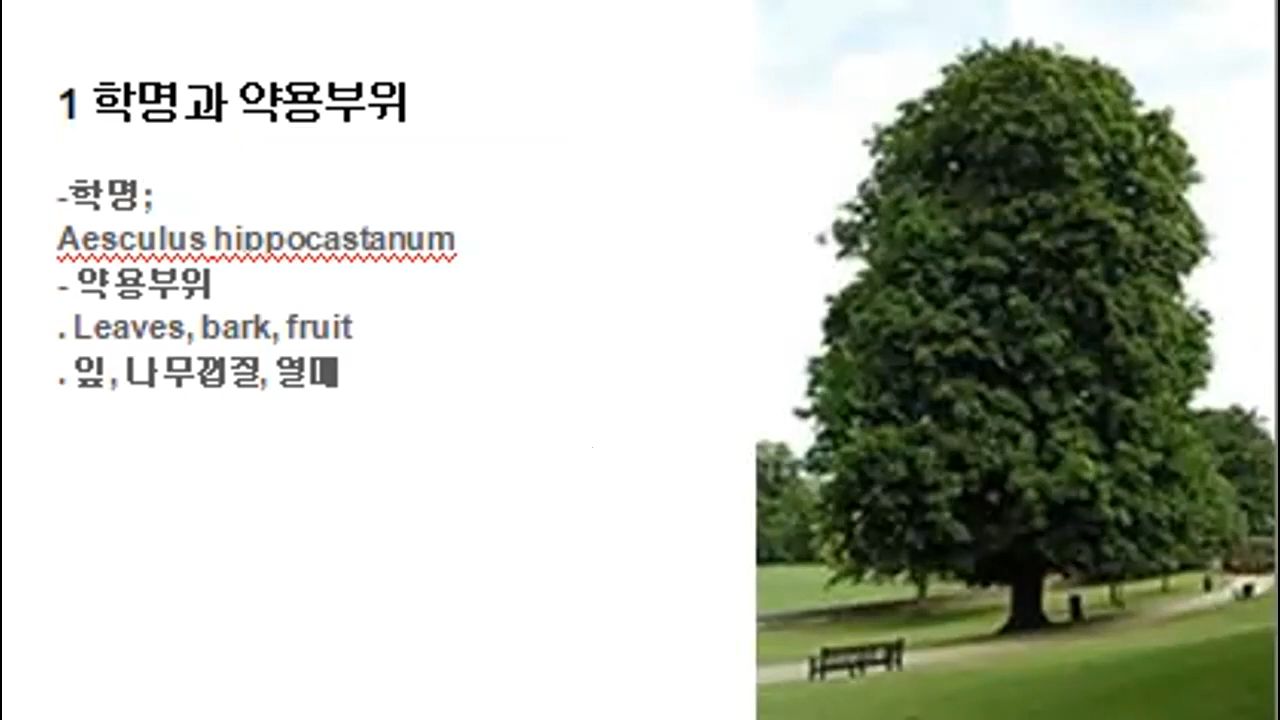 1 학명과 약용부위
-학명;
Aesculus hippocastanum
- 약용부위
. Leaves, bark, fruit
. 잎, 나무껍질, 열매